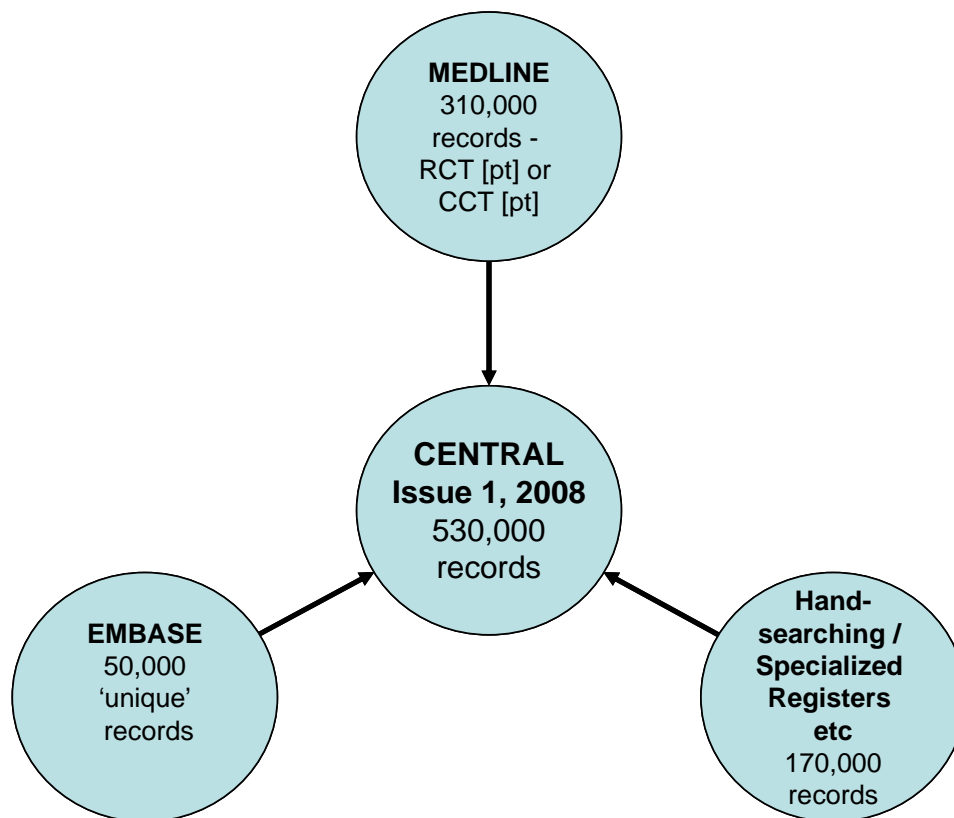 MEDLINE
310,000
records -
RCT [pt] or
CCT [pt]
CENTRAL
Issue 1, 2008
530,000
records
EMBASE
50,000
‘unique’
records
Hand-
searching /
Specialized
Registers
etc
170,000
records